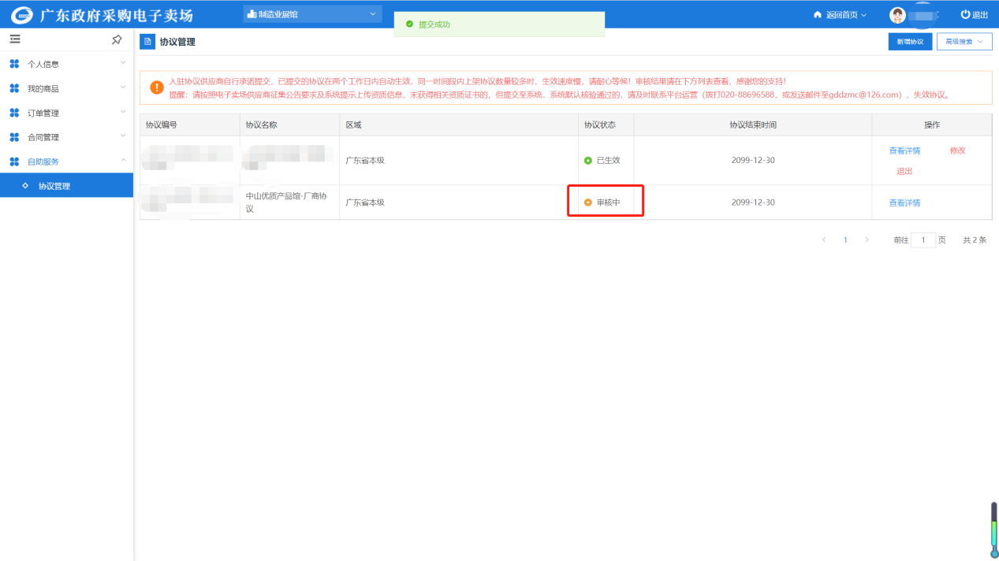 广东政府采购电子卖场
制造业展馆
提交成功
返回首页
退出
协议管理
新增协议
高级搜索
个人信息
我的商品
订单管理
合同管理
自助服务
协议管理
入驻协议供应商自行承诺提交，已提交的协议在两个工作日内自动生效，同一时间段内上架协议数量较多时，生效速度慢，请耐心等候！审核结果请在下方列表查看，感谢您的支持！
提醒：请按照电子卖场供应商征集公告要求及系统提示上传资质信息，未获得相关资质证书的，但提交至系统，系统默认核验通过的，请及时联系平台运营（拨打020-88696588，或发送邮件至gddzmc@126.com），失效协议。
协议编号 协议名称 区域 协议状态 协议结束时间 操作
广东省本级 已生效 2099-12-30 查看详情 修改
退出
中山优质产品馆-厂商协
议
广东省本级 审核中 2099-12-30 查看详情
1 前往 1 页 共 2 条